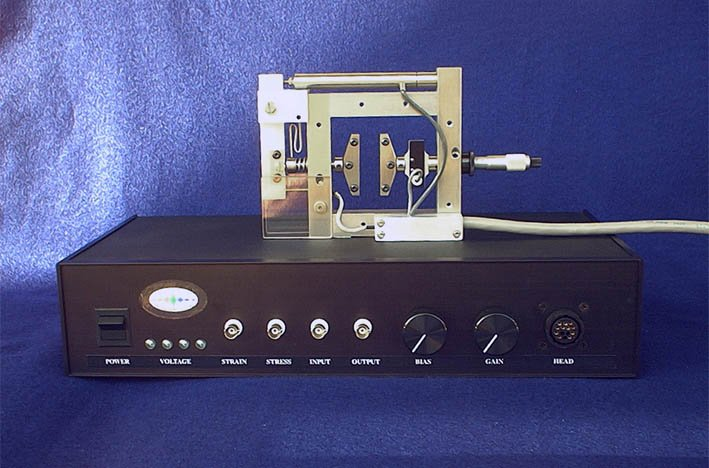 POWER VOLTAGE STRAIN STRESS INPUT OUTPUT BIAS GAIN HEAD